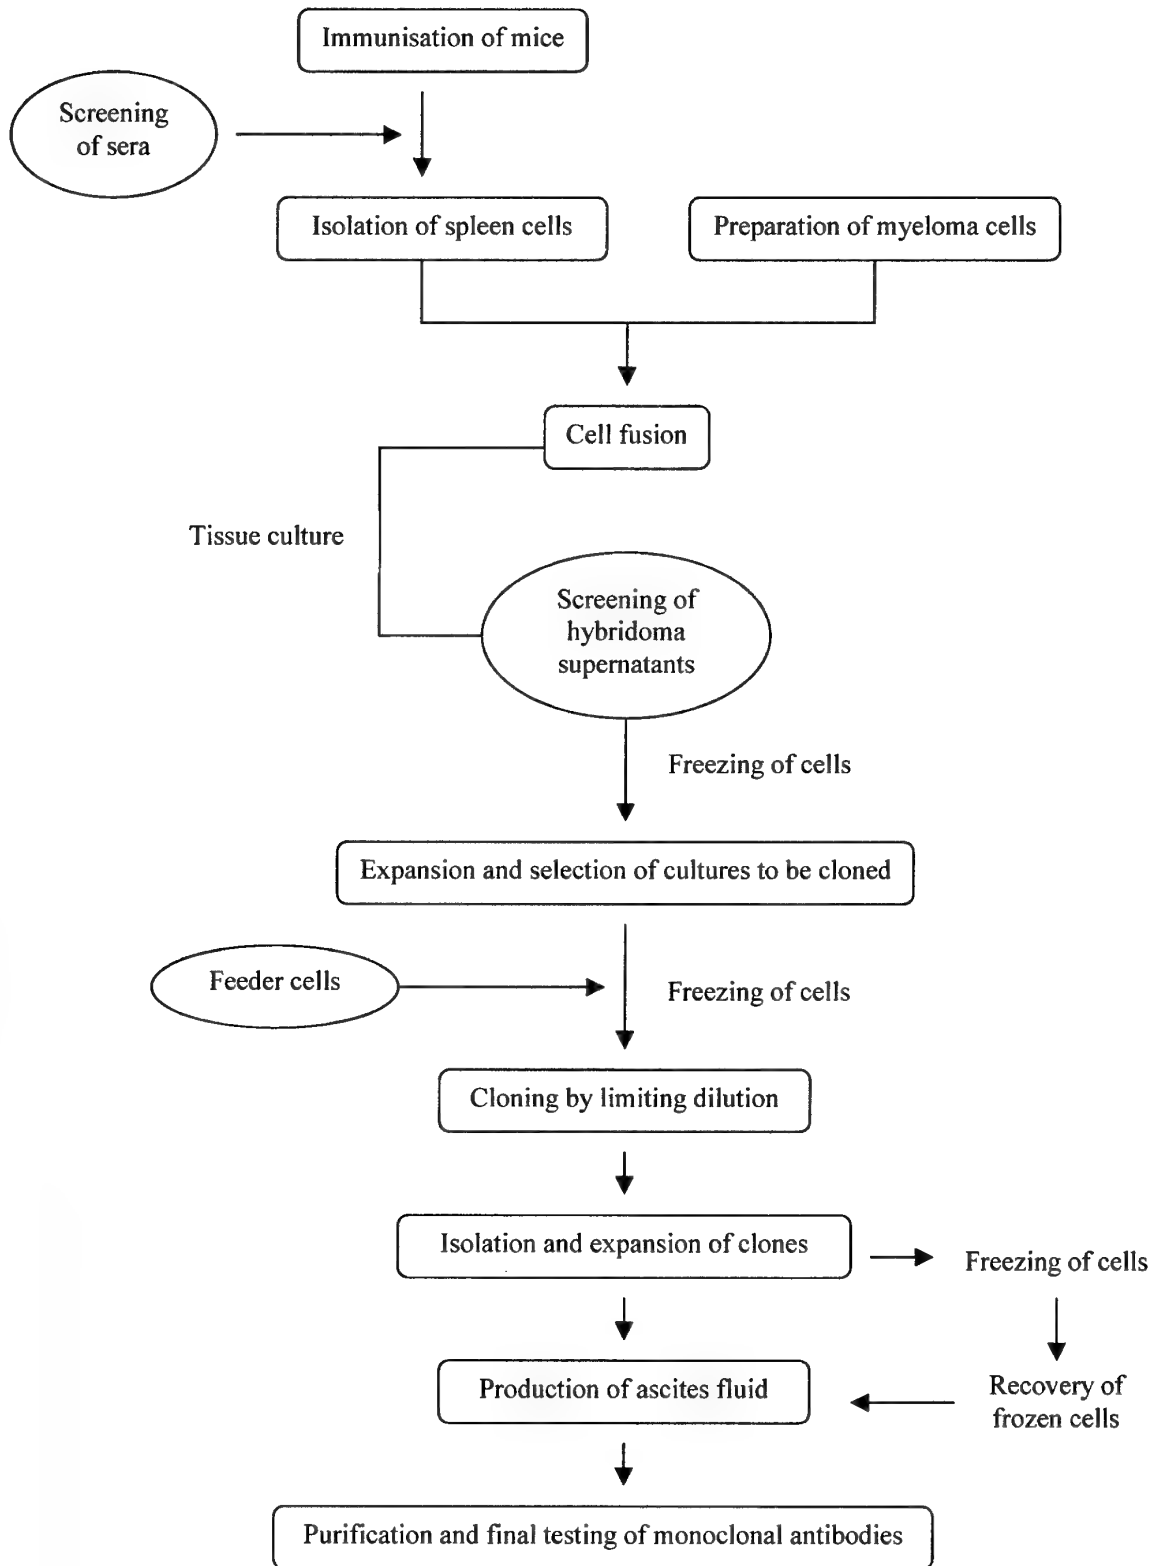 Immunisation of mice
Screening
of sera
Isolation of spleen cells
Preparation of myeloma cells
Cell fusion
Tissue culture
Screening of
hybridoma
supernatants
Freezing of cells
Expansion and selection of cultures to be cloned
Feeder cells
Freezing of cells
Cloning by limiting dilution
Isolation and expansion of clones
Freezing of cells
Production of ascites fluid
Recovery of
frozen cells
Purification and final testing of monoclonal antibodies